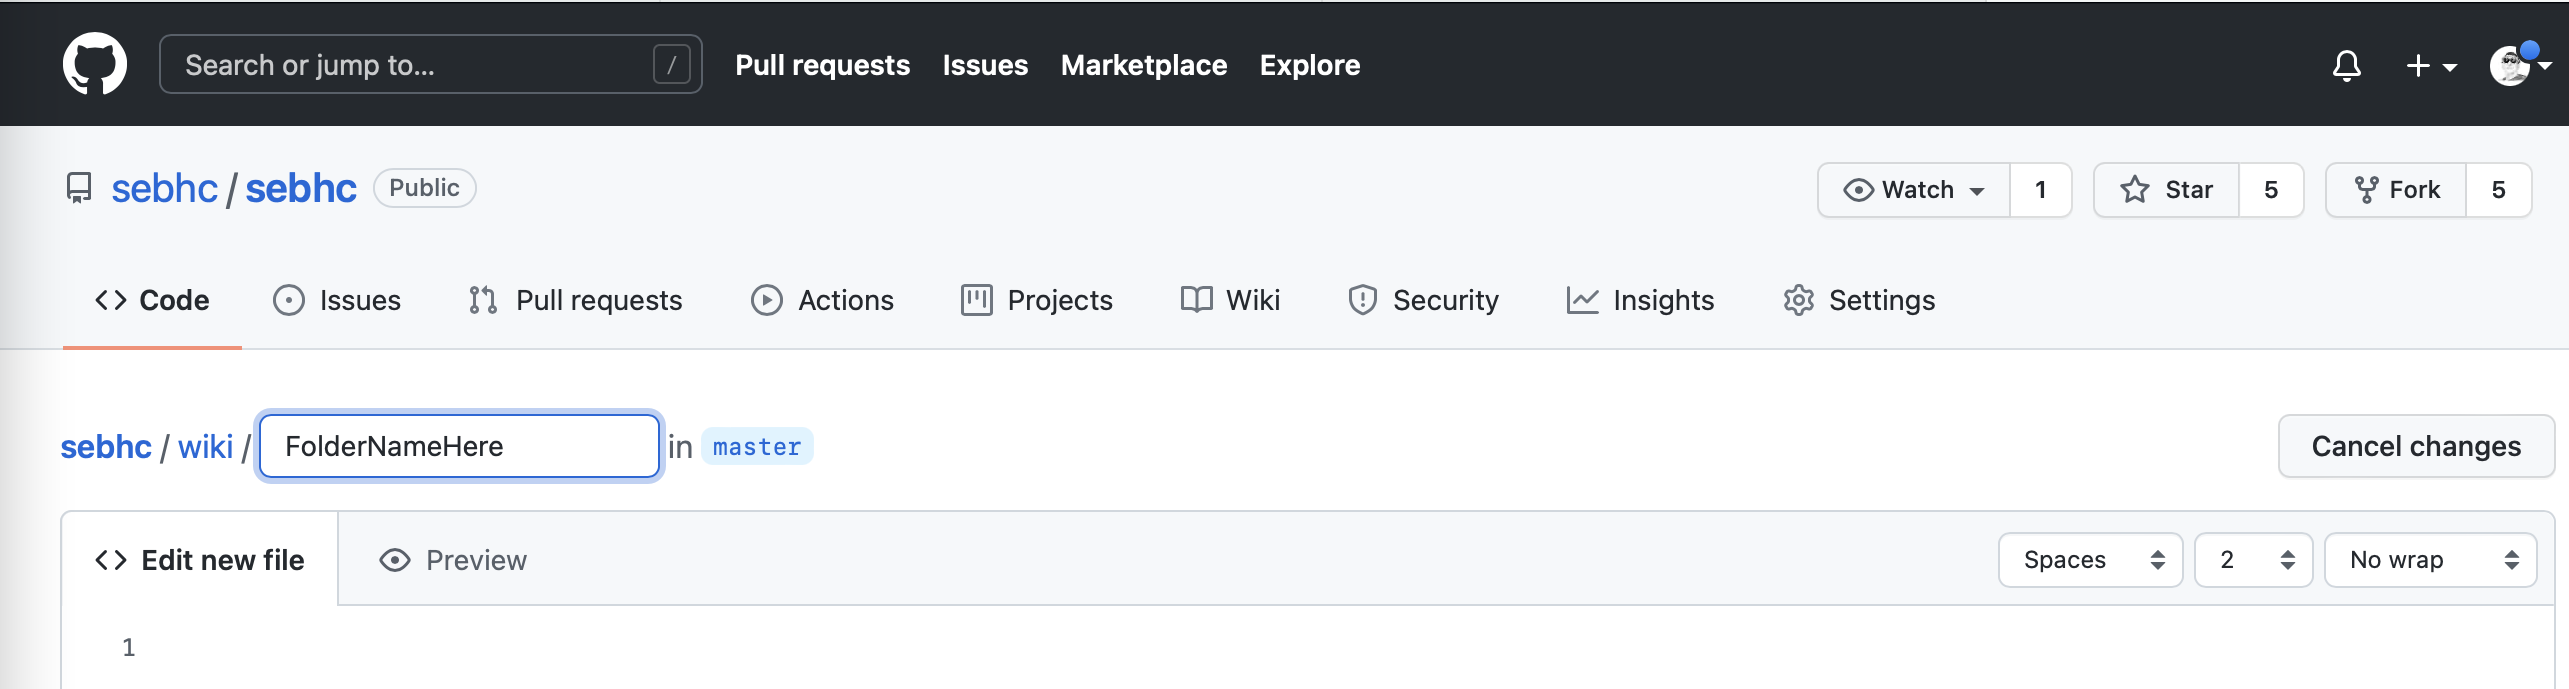 Search or jump to... / Pull requests Issues Marketplace Explore
sebhc / sebhc Public Watch 1 Star 5 Fork 5
Code Issues Pull requests Actions Projects Wiki Security Insights Settings
sebhc / wiki / FolderNameHere in master Cancel changes
Edit new file Preview Spaces 2 No wrap
1